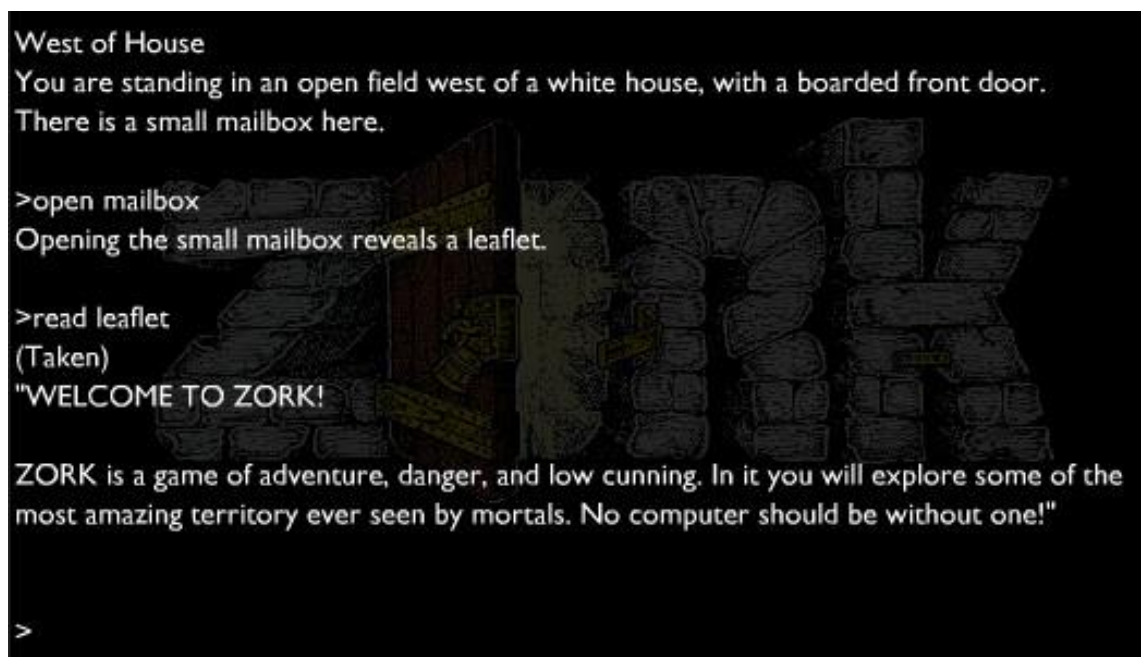 West of House
You are standing in an open field west of a white house, with a boarded front door.
There is a small mailbox here.
>open mailbox
Opening the small mailbox reveals a leaflet.
>read leaflet
(Taken)
"WELCOME TO ZORK!
ZORK is a game of adventure, danger, and low cunning. In it you will explore some of the
most amazing territory ever seen by mortals. No computer should be without one!"
>
ZORK